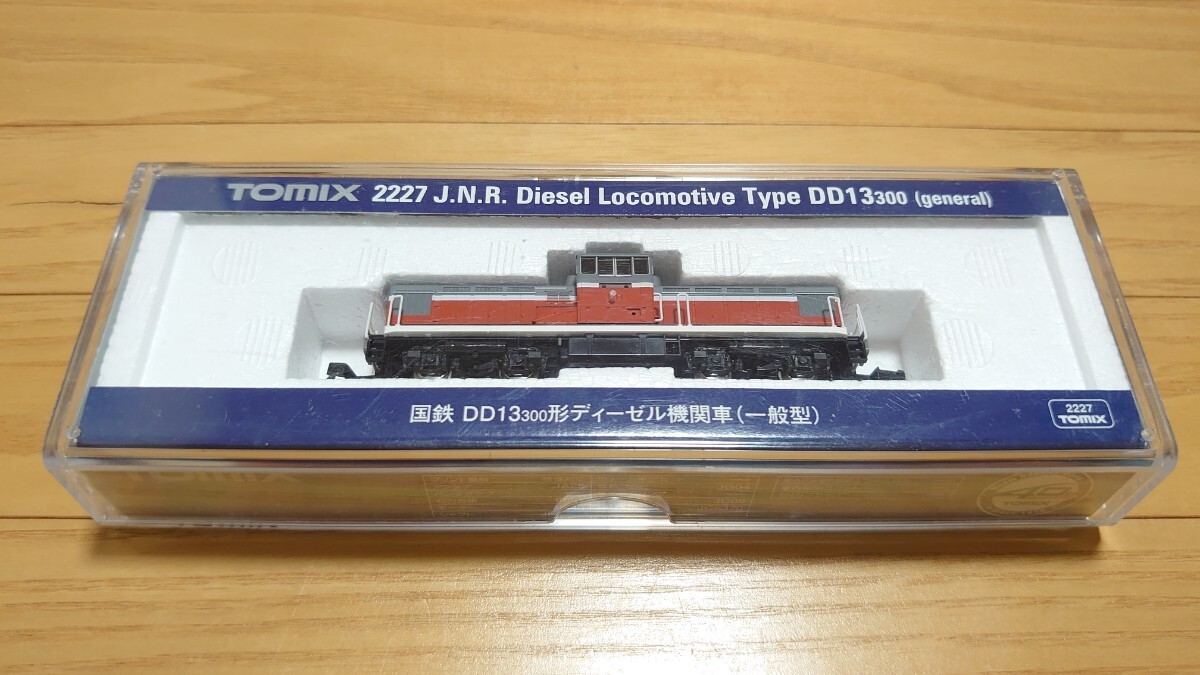 TOMIX 2227 J.N.R. Diesel Locomotive Type DD13300 (general)
国鉄 DD13300形ディーゼル機関車(一般型)
2227
TOMIX